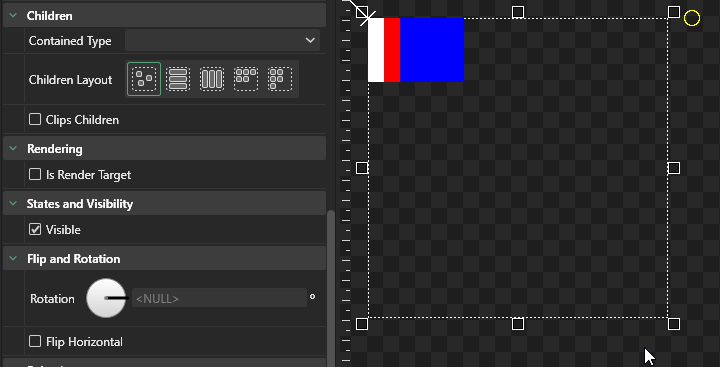 Children
Contained Type
Children Layout
Clips Children
Rendering
Is Render Target
States and Visibility
Visible
Flip and Rotation
Rotation <NULL> °
Flip Horizontal